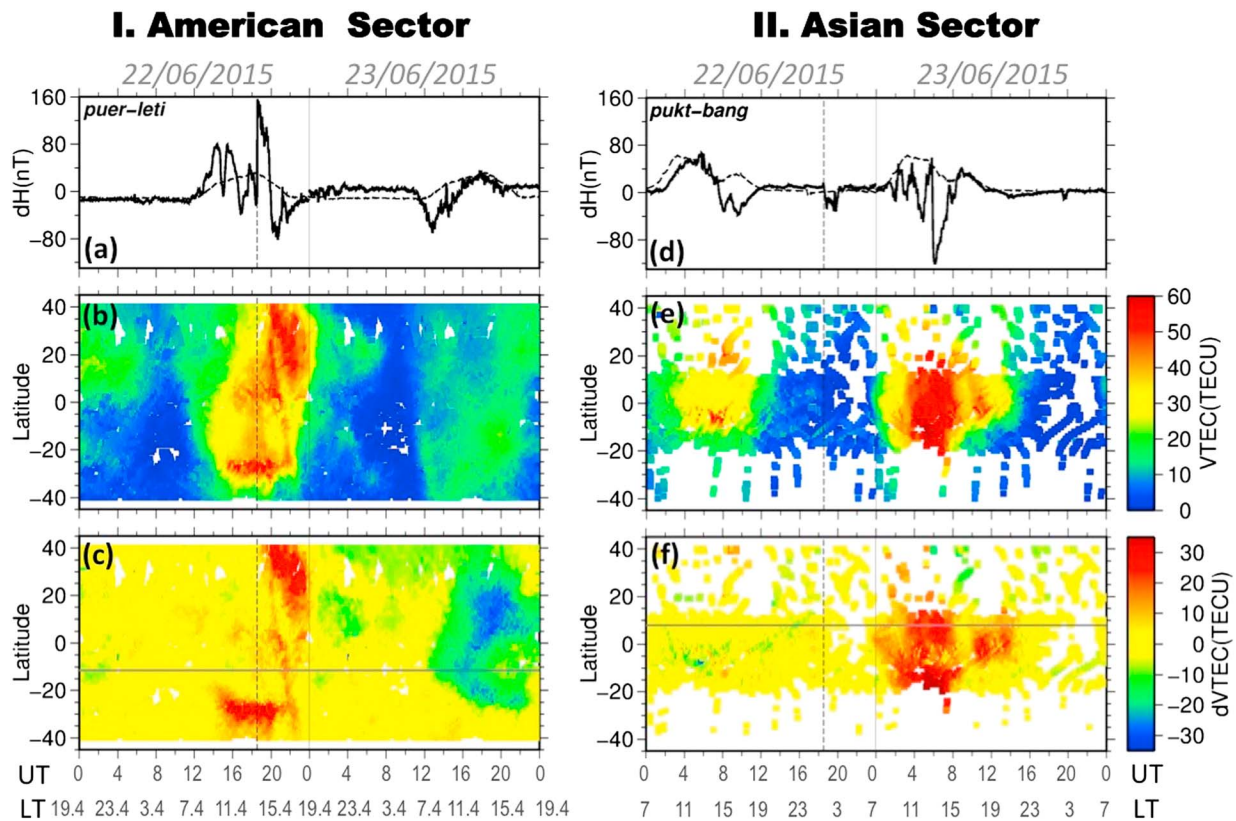 I. American Sector
II. Asian Sector
22/06/2015 23/06/2015
22/06/2015 23/06/2015
160
80
0
−80
dH(nT)
puer−leti
(a)
160
80
0
−80
dH(nT)
pukt−bang
(d)
40
20
0
−20
−40
Latitude
(b)
40
20
0
−20
−40
Latitude
(e)
60
50
40
30
20
10
0
VTEC(TECU)
40
20
0
−20
−40
Latitude
(c)
40
20
0
−20
−40
Latitude
(f)
30
20
10
0
−10
−20
−30
dVTEC(TECU)
UT 0 4 8 12 16 20 0 4 8 12 16 20 0
0 4 8 12 16 20 0 4 8 12 16 20 0 UT
LT 19.4 23.4 3.4 7.4 11.4 15.4 19.4 23.4 3.4 7.4 11.4 15.4 19.4
7 11 15 19 23 3 7 11 15 19 23 3 7 LT